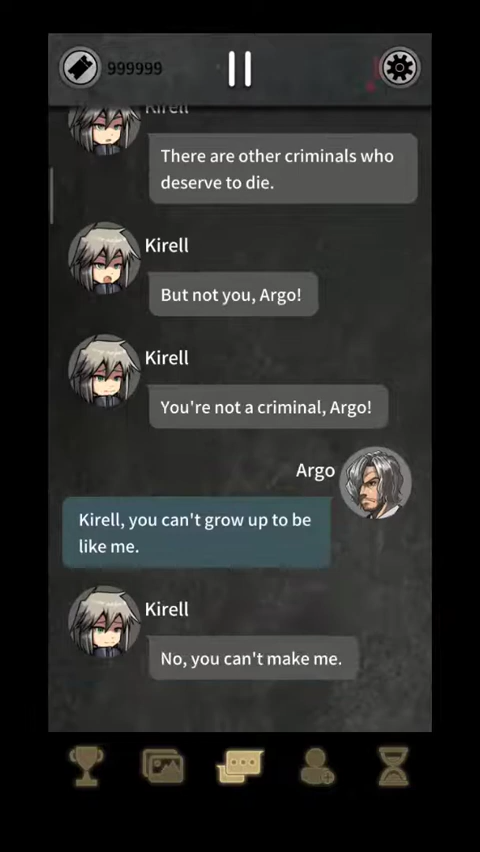 999999
Kirell
There are other criminals who
deserve to die.
Kirell
But not you, Argo!
Kirell
You're not a criminal, Argo!
Argo
Kirell, you can't grow up to be
like me.
Kirell
No, you can't make me.